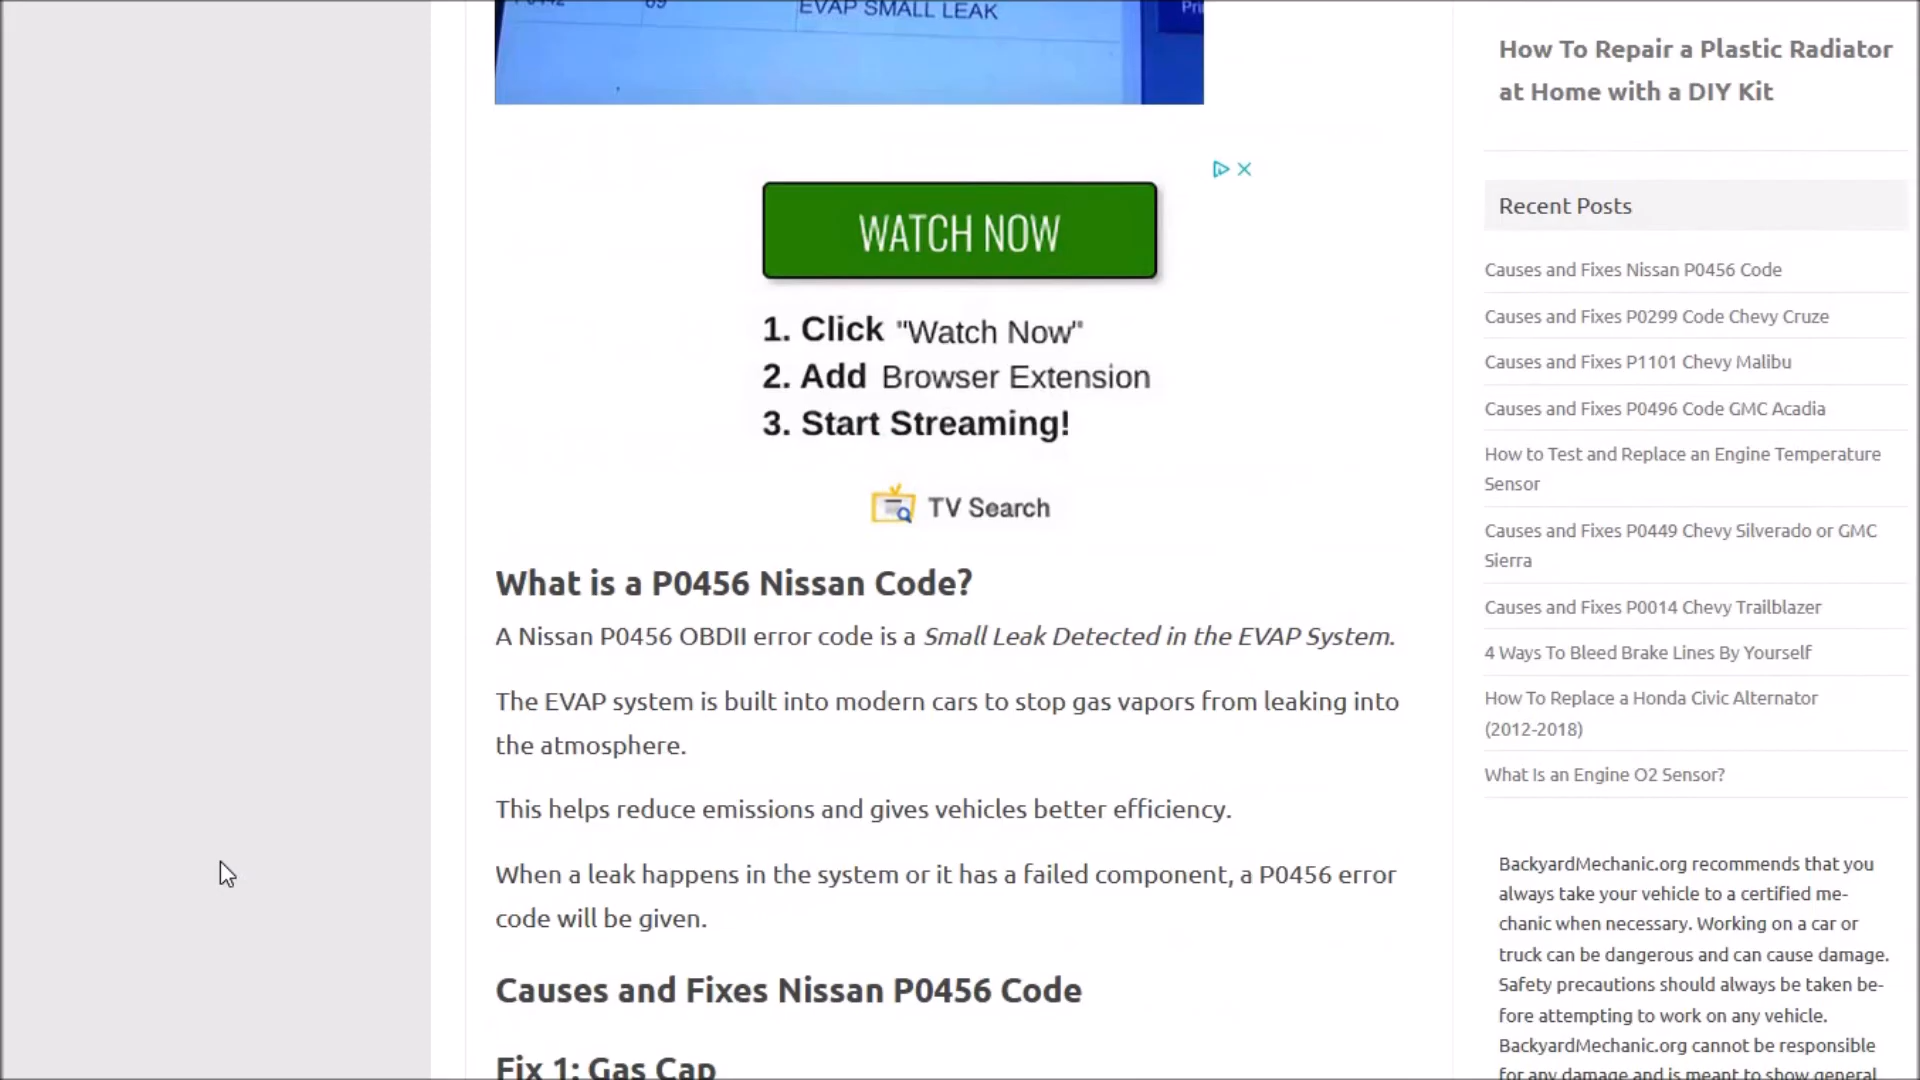 EVAP SMALL LEAK
WATCH NOW
1. Click "Watch Now"
2. Add Browser Extension
3. Start Streaming!
TV Search
What is a P0456 Nissan Code?
A Nissan P0456 OBDII error code is a Small Leak Detected in the EVAP System.
The EVAP system is built into modern cars to stop gas vapors from leaking into
the atmosphere.
This helps reduce emissions and gives vehicles better efficiency.
When a leak happens in the system or it has a failed component, a P0456 error
code will be given.
Causes and Fixes Nissan P0456 Code
Fix 1: Gas Cap
How To Repair a Plastic Radiator
at Home with a DIY Kit
Recent Posts
Causes and Fixes Nissan P0456 Code
Causes and Fixes P0299 Code Chevy Cruze
Causes and Fixes P1101 Chevy Malibu
Causes and Fixes P0496 Code GMC Acadia
How to Test and Replace an Engine Temperature
Sensor
Causes and Fixes P0449 Chevy Silverado or GMC
Sierra
Causes and Fixes P0014 Chevy Trailblazer
4 Ways To Bleed Brake Lines By Yourself
How To Replace a Honda Civic Alternator
(2012-2018)
What Is an Engine O2 Sensor?
BackyardMechanic.org recommends that you
always take your vehicle to a certified me-
chanic when necessary. Working on a car or
truck can be dangerous and can cause damage.
Safety precautions should always be taken be-
fore attempting to work on any vehicle.
BackyardMechanic.org cannot be responsible
for any damage and is meant to show general